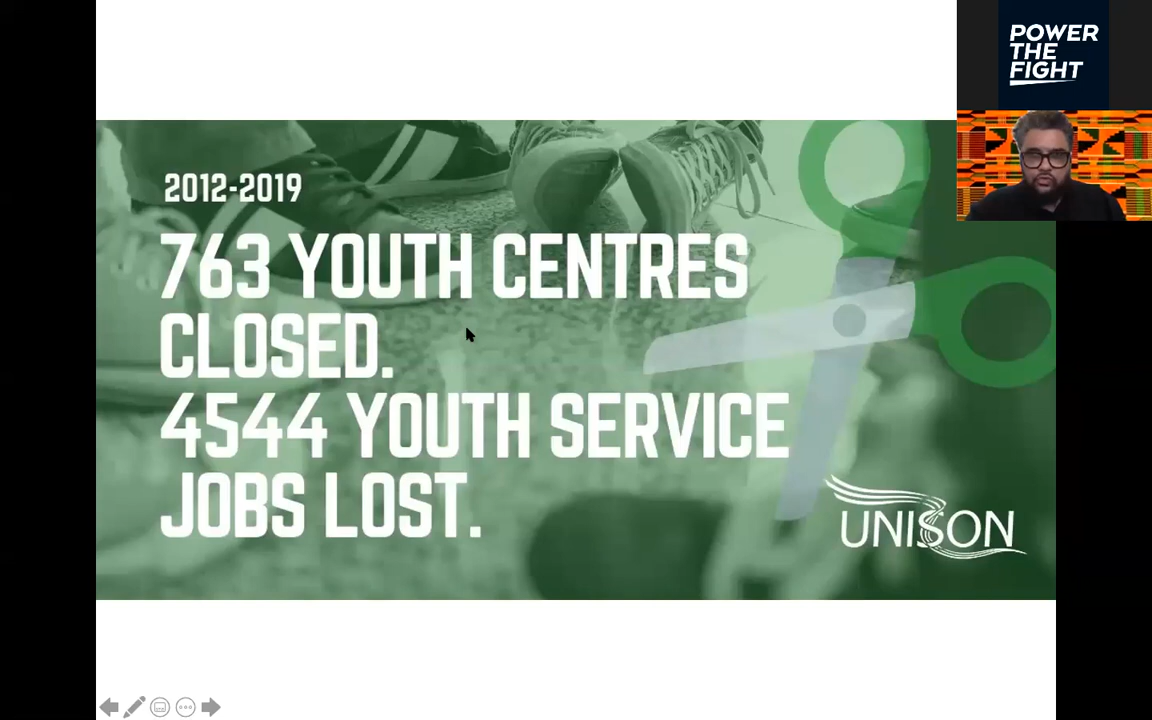 POWER
THE
FIGHT
2012-2019
763 YOUTH CENTRES
CLOSED.
4544 YOUTH SERVICE
JOBS LOST.
UNISON